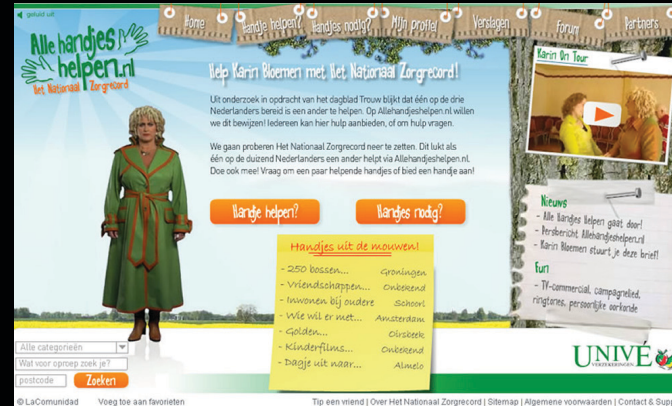 geluid uit
Home
Handje helpen?
Handjes nodig?
Mijn profiel
Verslagen
Forum
Partners
Alle handjes
helpen.nl
Het Nationaal Zorgrecord
Help Karin Bloemen met Het Nationaal Zorgrecord!
Uit onderzoek in opdracht van het dagblad Trouw blijkt dat één op de drie
Nederlanders bereid is een ander te helpen. Op Allehandjeshelpen.nl willen
we dit bewijzen! Iedereen kan hier hulp aanbieden, of om hulp vragen.
We gaan proberen Het Nationaal Zorgrecord neer te zetten. Dit lukt als
één op de duizend Nederlanders een ander helpt via Allehandjeshelpen.nl.
Doe ook mee! Vraag om een paar helpende handjes of bied een handje aan!
Handje helpen?
Handjes nodig?
Handjes uit de mouwen!
- 250 bossen... Groningen
- Vriendschappen... Onbekend
- Inwonen bij oudere Schoorl
- Wie wil er met... Amsterdam
- Golden... Oirsbeek
- Kinderfilms... Onbekend
- Dagje uit naar... Almelo
Karin On Tour
Nieuws
- Alle Handjes Helpen gaat door!
- Persbericht Allehandjeshelpen.nl
- Karin Bloemen stuurt je deze brief!
Fun
- TV-commercial, campagnelied,
ringtones, persoonlijke oorkonde
Alle categorieën
Wat voor oproep zoek je?
postcode
Zoeken
UNIVÉ
VERZEKERINGEN
© LaComunidad
Voeg toe aan favorieten
Tip een vriend | Over Het Nationaal Zorgrecord | Sitemap | Algemene voorwaarden | Contact & Supp